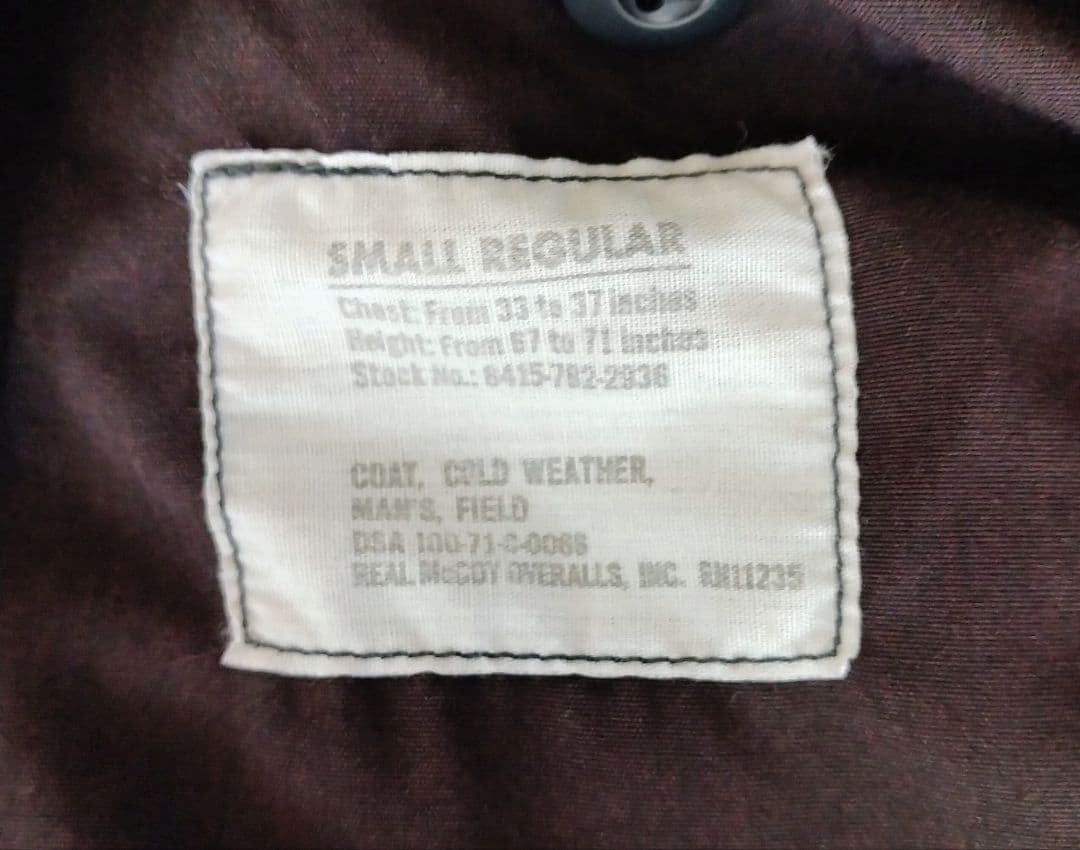 SMALL REGULAR
Chest: From 33 to 37 inches
Height: From 67 to 71 inches
Stock No.: 8415-782-2936
COAT, COLD WEATHER,
MAN'S, FIELD
DSA 100-71-C-0066
REAL McCOY OVERALLS, INC.